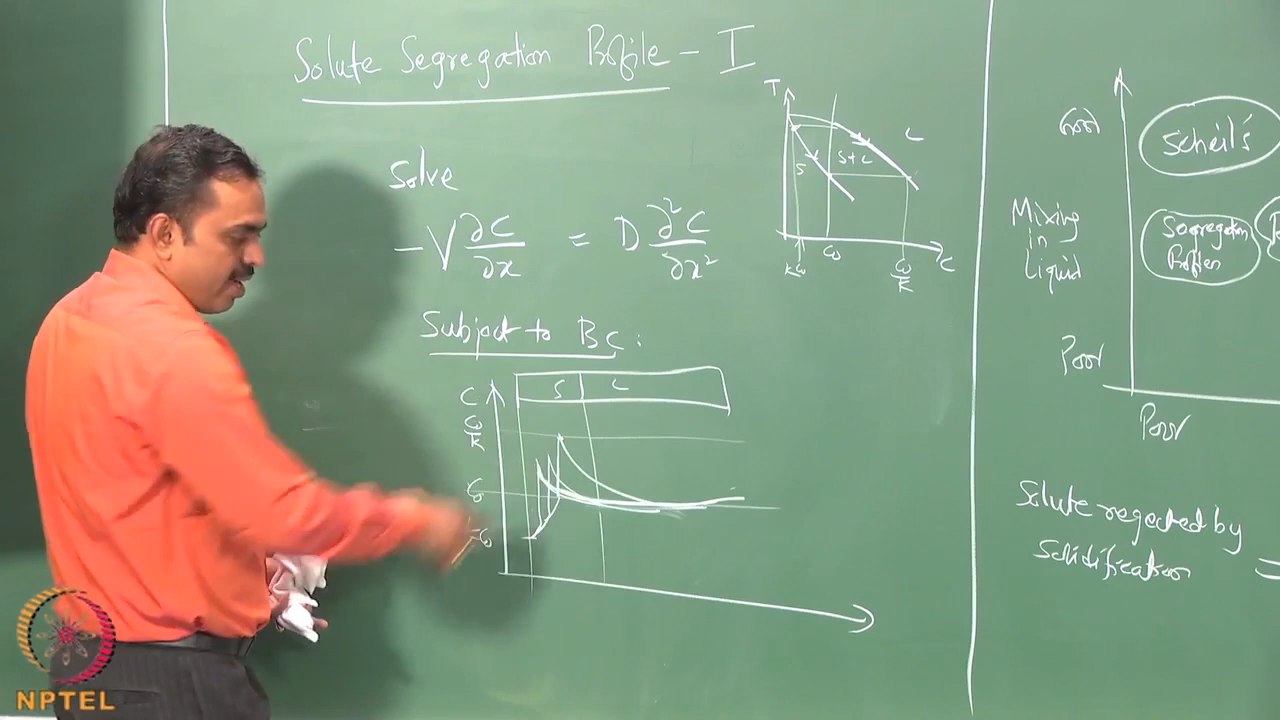 Solute Segregation Profile - I
Solve
-V ∂C/∂x = D ∂²C/∂x²
Subject to BC:
T
L
S+L
S
KC₀
C₀
C₀/K
C
S L
C
C₀/K
C₀
KC₀
Good
Mixing
in
Liquid
Poor
Scheil's
Segregation
Profiles
Poor
Solute rejected by
Solidification =
NPTEL